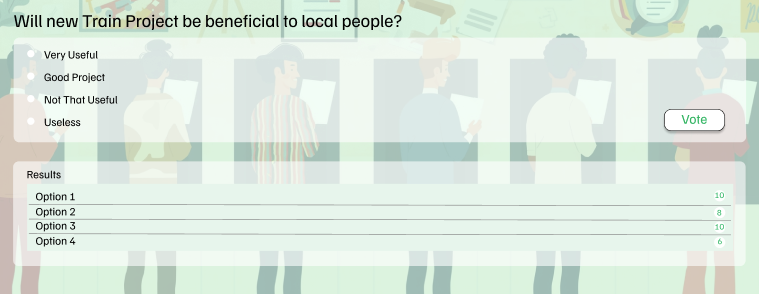 Will new Train Project be beneficial to local people?
Very Useful
Good Project
Not That Useful
Useless
Vote
Results
Option 1 10
Option 2 8
Option 3 10
Option 4 6